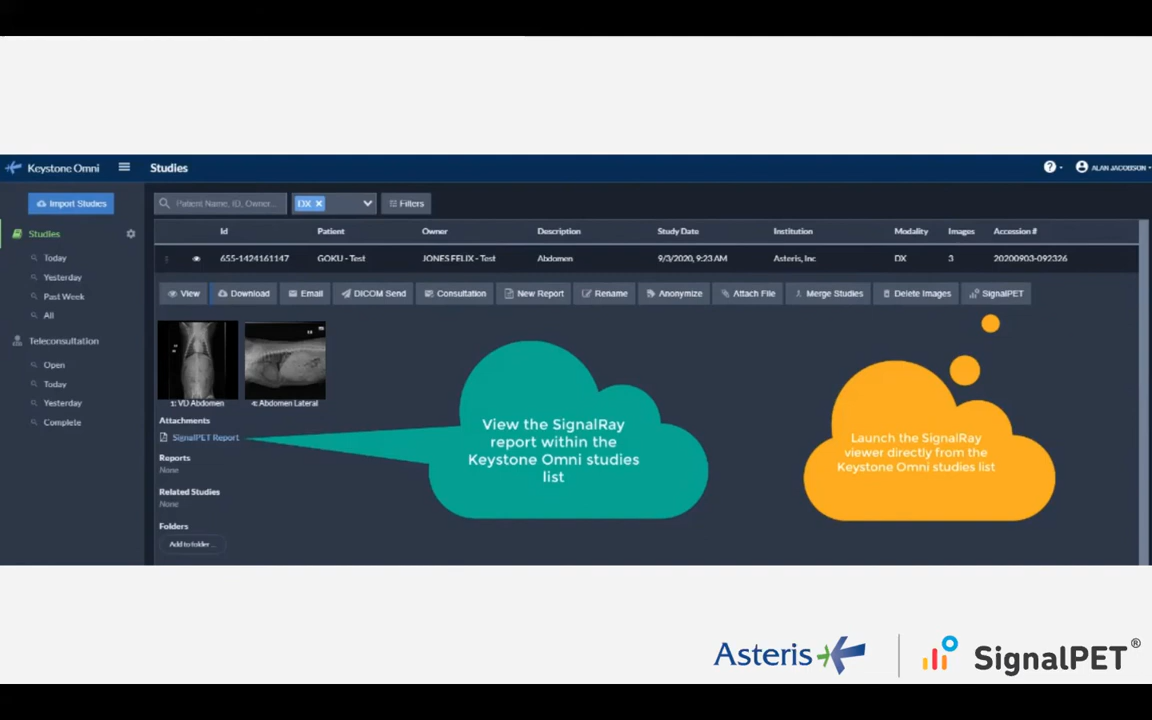 Keystone Omni
Studies
ALAN JACOBSON
Import Studies
Patient Name, ID, Owner...
DX
Filters
Studies
Id Patient Owner Description Study Date Institution Modality Images Accession #
Today
655-1424161147 GOKU - Test JONES FELIX - Test Abdomen 9/3/2020, 9:23 AM Asteris, Inc DX 3 20200903-092326
Yesterday
Past Week
All
View Download Email DICOM Send Consultation New Report Rename Anonymize Attach File Merge Studies Delete Images SignalPET
Teleconsultation
Open
Today
Yesterday
Complete
1: VD Abdomen
4: Abdomen Lateral
Attachments
SignalPET Report
Reports
None
Related Studies
None
Folders
Add to folder ...
View the SignalRay
report within the
Keystone Omni studies
list
Launch the SignalRay
viewer directly from the
Keystone Omni studies list
Asteris
SignalPET®